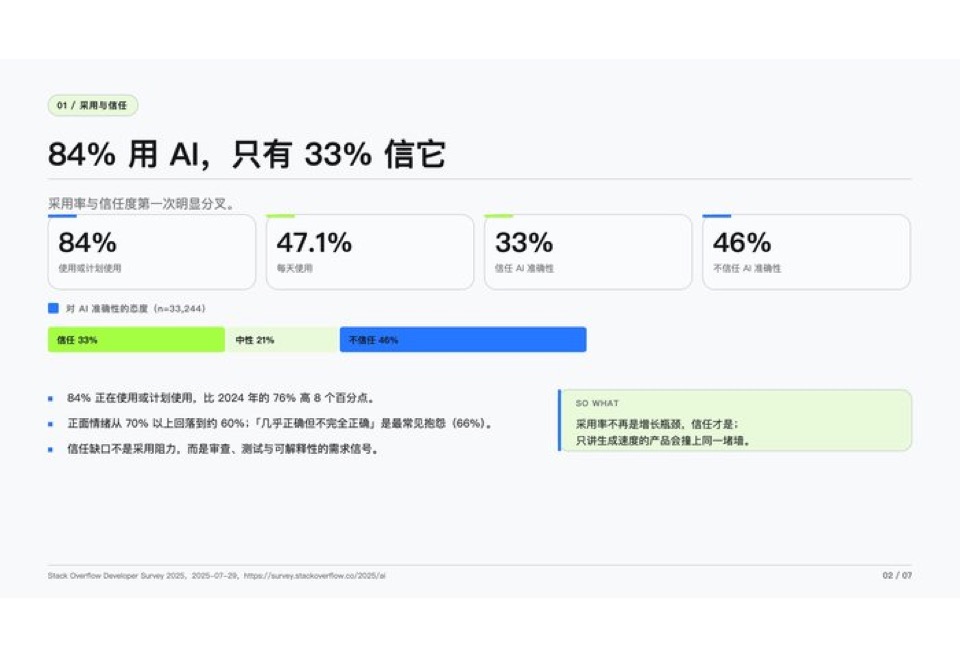 01 / 采用与信任
84% 用 AI，只有 33% 信它
采用率与信任度第一次明显分叉。
84%
使用或计划使用
47.1%
每天使用
33%
信任 AI 准确性
46%
不信任 AI 准确性
对 AI 准确性的态度（n=33,244）
信任 33%
中性 21%
不信任 46%
84% 正在使用或计划使用，比 2024 年的 76% 高 8 个百分点。
正面情绪从 70% 以上回落到约 60%；「几乎正确但不完全正确」是最常见抱怨（66%）。
信任缺口不是采用阻力，而是审查、测试与可解释性的需求信号。
SO WHAT
采用率不再是增长瓶颈，信任才是；
只讲生成速度的产品会撞上同一堵墙。
Stack Overflow Developer Survey 2025，2025-07-29，https://survey.stackoverflow.co/2025/ai
02 / 07